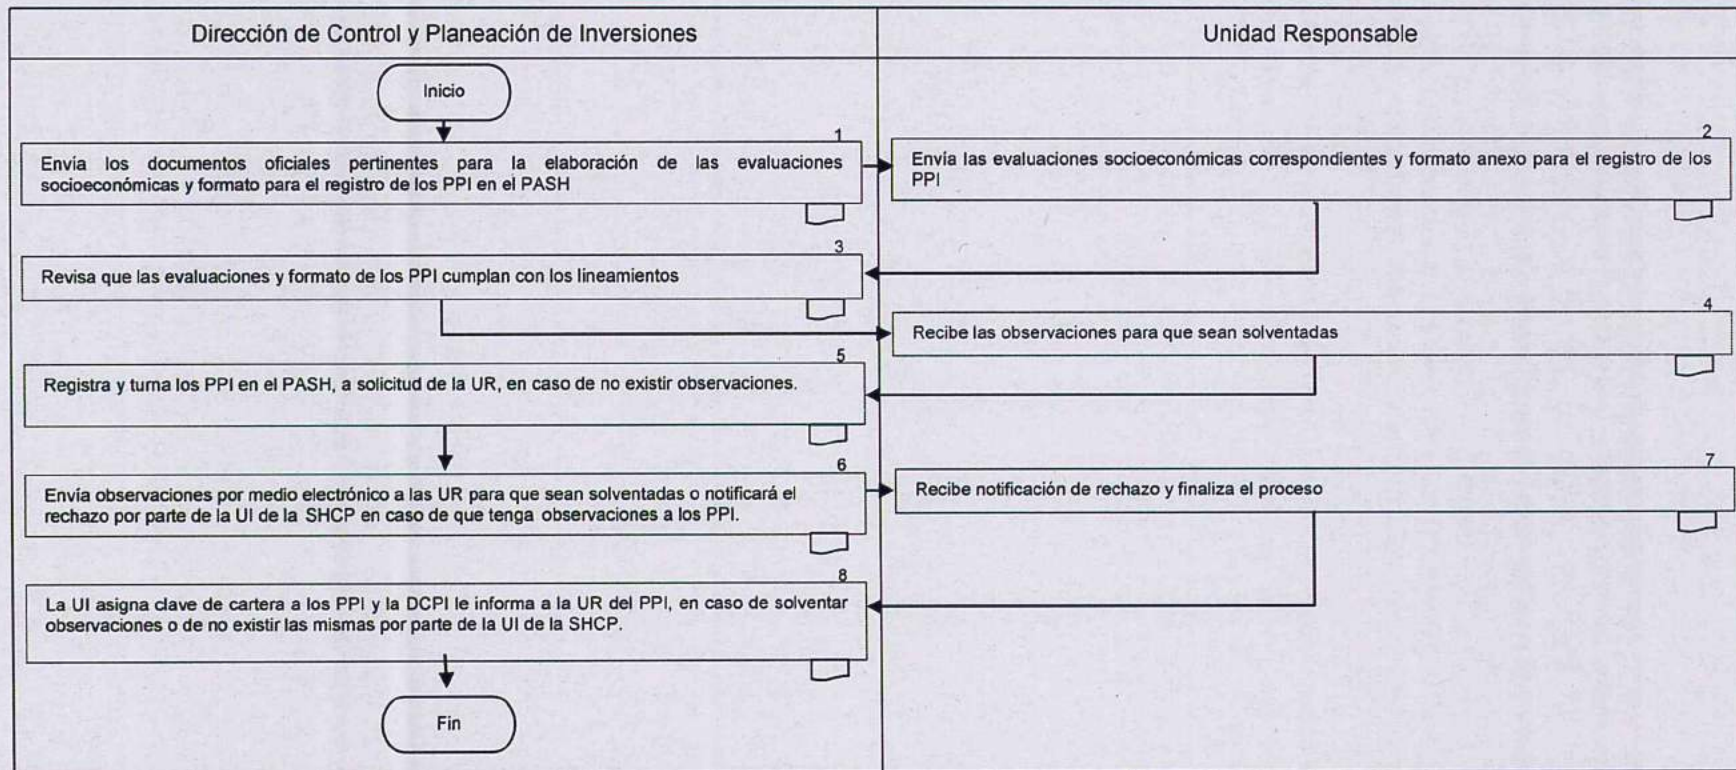 Dirección de Control y Planeación de Inversiones
Unidad Responsable
Inicio
1
Envía los documentos oficiales pertinentes para la elaboración de las evaluaciones
socioeconómicas y formato para el registro de los PPI en el PASH
2
Envía las evaluaciones socioeconómicas correspondientes y formato anexo para el registro de los
PPI
3
Revisa que las evaluaciones y formato de los PPI cumplan con los lineamientos
4
Recibe las observaciones para que sean solventadas
5
Registra y turna los PPI en el PASH, a solicitud de la UR, en caso de no existir observaciones.
6
Envía observaciones por medio electrónico a las UR para que sean solventadas o notificará el
rechazo por parte de la UI de la SHCP en caso de que tenga observaciones a los PPI.
7
Recibe notificación de rechazo y finaliza el proceso
8
La UI asigna clave de cartera a los PPI y la DCPI le informa a la UR del PPI, en caso de solventar
observaciones o de no existir las mismas por parte de la UI de la SHCP.
Fin